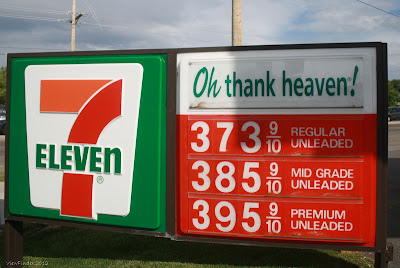 7
ELEVEn
®
Oh thank heaven!
373 9/10 REGULAR UNLEADED
385 9/10 MID GRADE UNLEADED
395 9/10 PREMIUM UNLEADED
ViewFinder2012